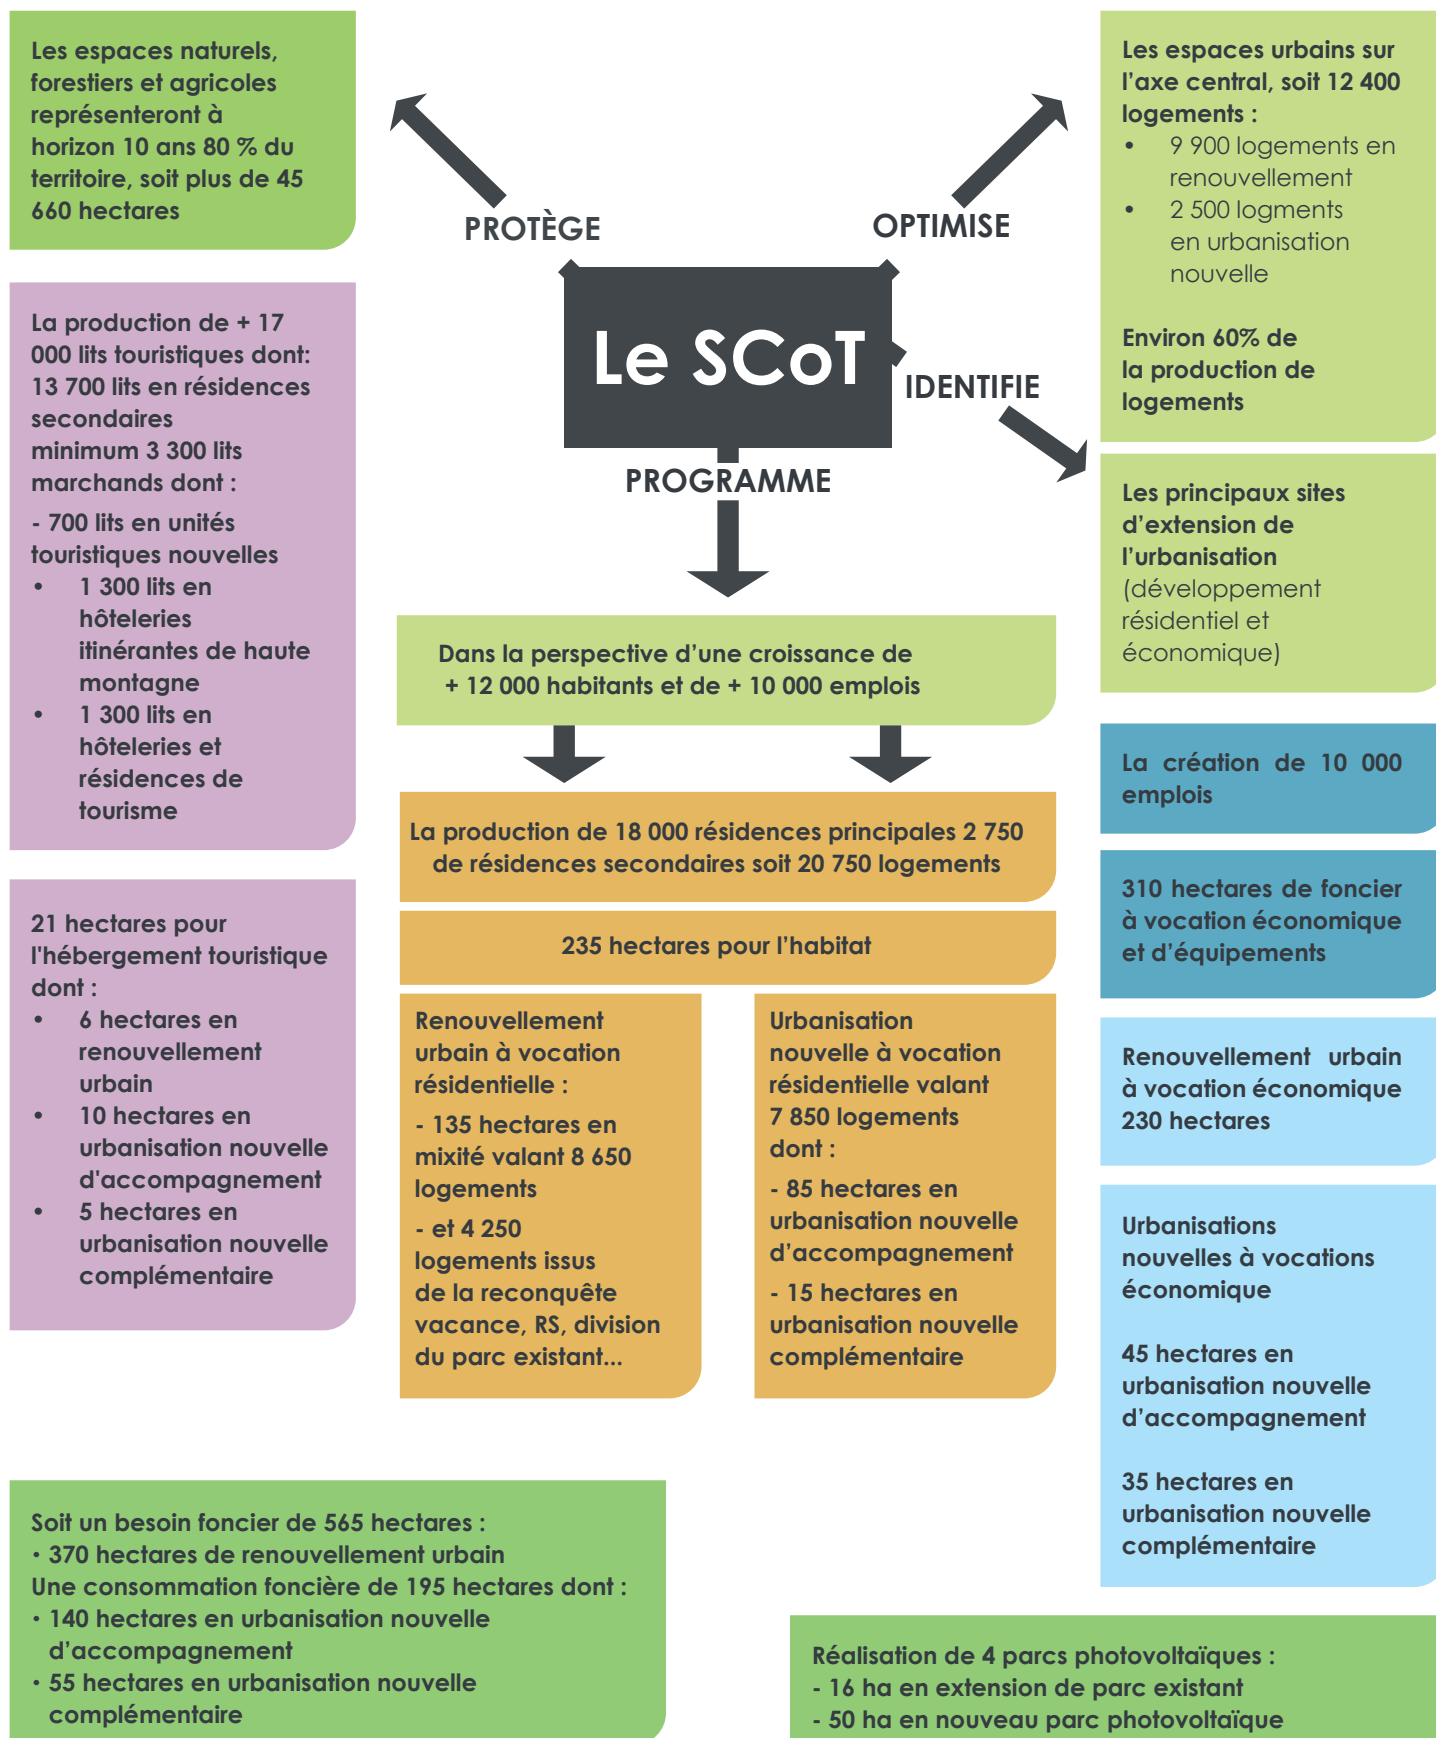 Les espaces naturels,
forestiers et agricoles
représenteront à
horizon 10 ans 80 % du
territoire, soit plus de 45
660 hectares
PROTÈGE
OPTIMISE
Le SCoT
IDENTIFIE
PROGRAMME
Les espaces urbains sur
l’axe central, soit 12 400
logements :
• 9 900 logements en
renouvellement
• 2 500 logments
en urbanisation
nouvelle
Environ 60% de
la production de
logements
La production de + 17
000 lits touristiques dont:
13 700 lits en résidences
secondaires
minimum 3 300 lits
marchands dont :
- 700 lits en unités
touristiques nouvelles
• 1 300 lits en
hôteleries
itinérantes de haute
montagne
• 1 300 lits en
hôteleries et
résidences de
tourisme
Les principaux sites
d’extension de
l’urbanisation
(développement
résidentiel et
économique)
Dans la perspective d’une croissance de
+ 12 000 habitants et de + 10 000 emplois
La production de 18 000 résidences principales 2 750
de résidences secondaires soit 20 750 logements
235 hectares pour l’habitat
Renouvellement
urbain à vocation
résidentielle :
- 135 hectares en
mixité valant 8 650
logements
- et 4 250
logements issus
de la reconquête
vacance, RS, division
du parc existant...
Urbanisation
nouvelle à vocation
résidentielle valant
7 850 logements
dont :
- 85 hectares en
urbanisation nouvelle
d’accompagnement
- 15 hectares en
urbanisation nouvelle
complémentaire
La création de 10 000
emplois
310 hectares de foncier
à vocation économique
et d’équipements
Renouvellement urbain
à vocation économique
230 hectares
Urbanisations
nouvelles à vocations
économique
45 hectares en
urbanisation nouvelle
d’accompagnement
35 hectares en
urbanisation nouvelle
complémentaire
21 hectares pour
l'hébergement touristique
dont :
• 6 hectares en
renouvellement
urbain
• 10 hectares en
urbanisation nouvelle
d'accompagnement
• 5 hectares en
urbanisation nouvelle
complémentaire
Soit un besoin foncier de 565 hectares :
· 370 hectares de renouvellement urbain
Une consommation foncière de 195 hectares dont :
· 140 hectares en urbanisation nouvelle
d’accompagnement
· 55 hectares en urbanisation nouvelle
complémentaire
Réalisation de 4 parcs photovoltaïques :
- 16 ha en extension de parc existant
- 50 ha en nouveau parc photovoltaïque